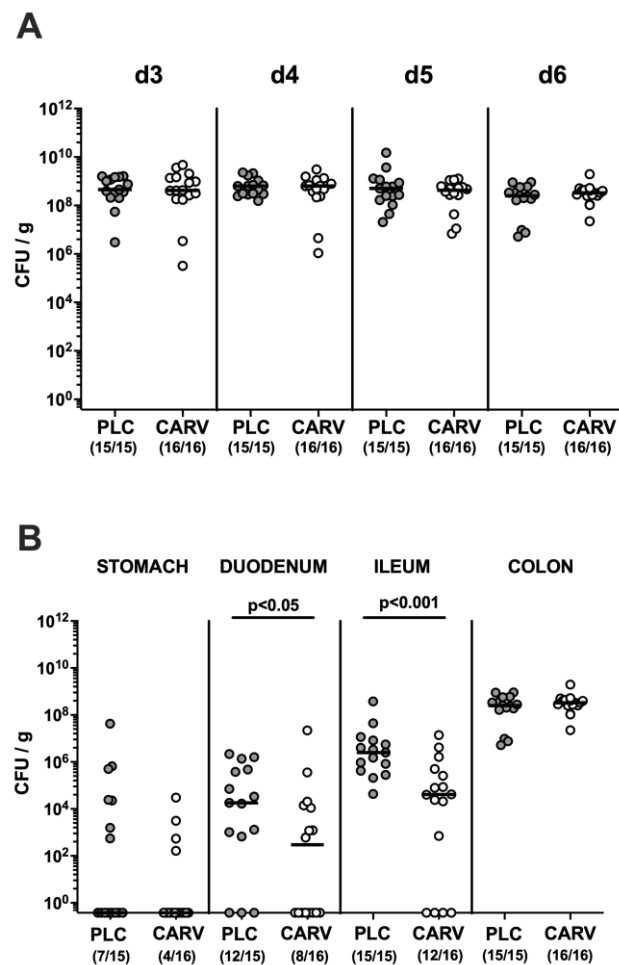 A
d3 d4 d5 d6
10^12
10^10
10^8
10^6
10^4
10^2
10^0
CFU / g
PLC CARV PLC CARV PLC CARV PLC CARV
(15/15) (16/16) (15/15) (16/16) (15/15) (16/16) (15/15) (16/16)
B
STOMACH DUODENUM ILEUM COLON
p<0.05 p<0.001
10^12
10^10
10^8
10^6
10^4
10^2
10^0
CFU / g
PLC CARV PLC CARV PLC CARV PLC CARV
(7/15) (4/16) (12/15) (8/16) (15/15) (12/16) (15/15) (16/16)